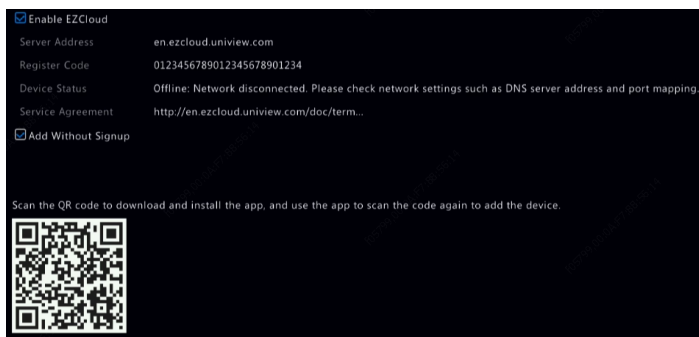 Enable EZCloud
Server Address en.ezcloud.uniview.com
Register Code 0123456789012345678901234
Device Status Offline: Network disconnected. Please check network settings such as DNS server address and port mapping.
Service Agreement http://en.ezcloud.uniview.com/doc/term...
Add Without Signup
Scan the QR code to download and install the app, and use the app to scan the code again to add the device.